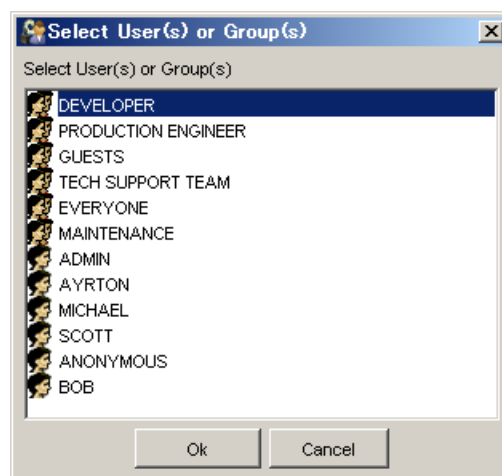 Select User(s) or Group(s)
Select User(s) or Group(s)
DEVELOPER
PRODUCTION ENGINEER
GUESTS
TECH SUPPORT TEAM
EVERYONE
MAINTENANCE
ADMIN
AYRTON
MICHAEL
SCOTT
ANONYMOUS
BOB
Ok Cancel